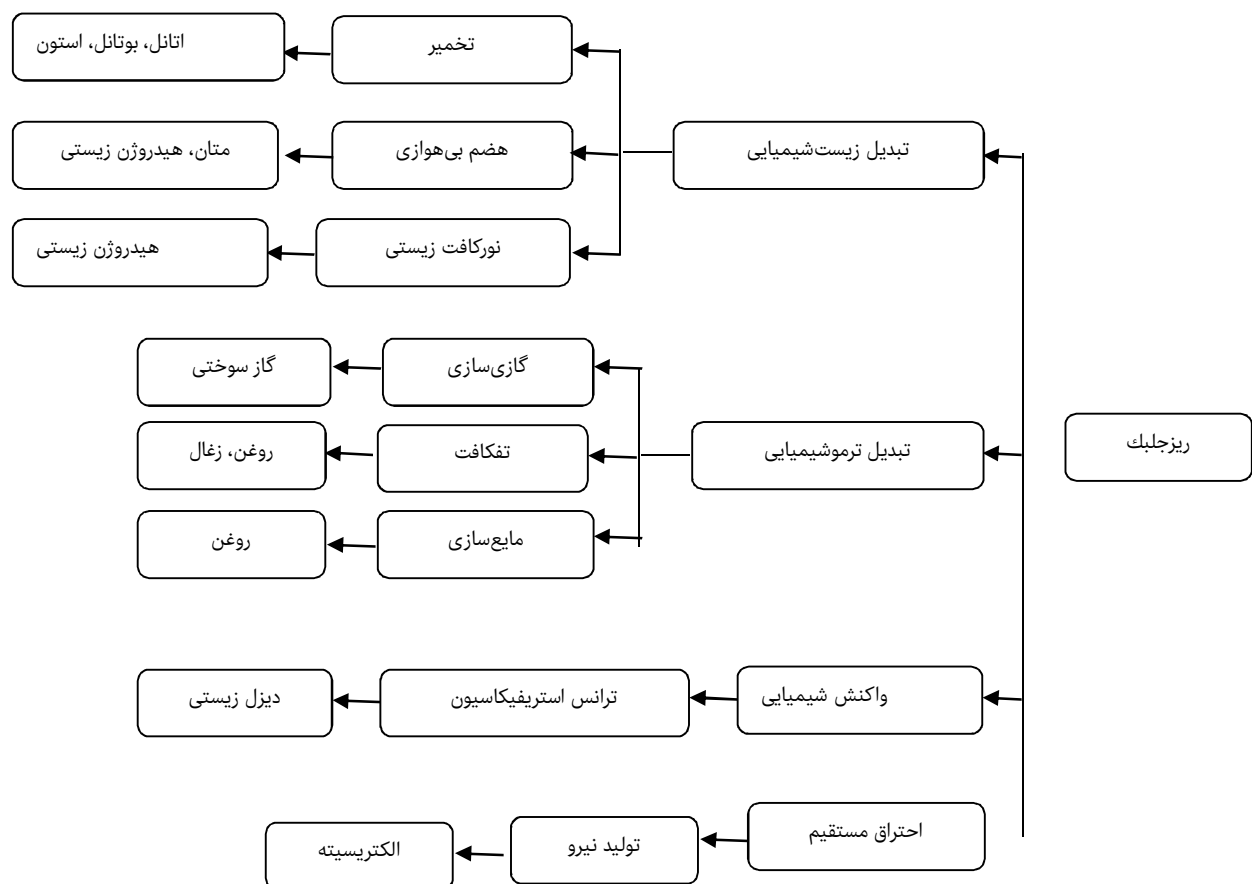 ریزجلبك
تبدیل زیست‌شیمیایی
تخمیر
اتانل، بوتانل، استون
هضم بی‌هوازی
متان، هیدروژن زیستی
نورکافت زیستی
هیدروژن زیستی
تبدیل ترموشیمیایی
گازی‌سازی
گاز سوختی
تفکافت
روغن، زغال
مایع‌سازی
روغن
واکنش شیمیایی
ترانس استریفیکاسیون
دیزل زیستی
احتراق مستقیم
تولید نیرو
الکتریسیته